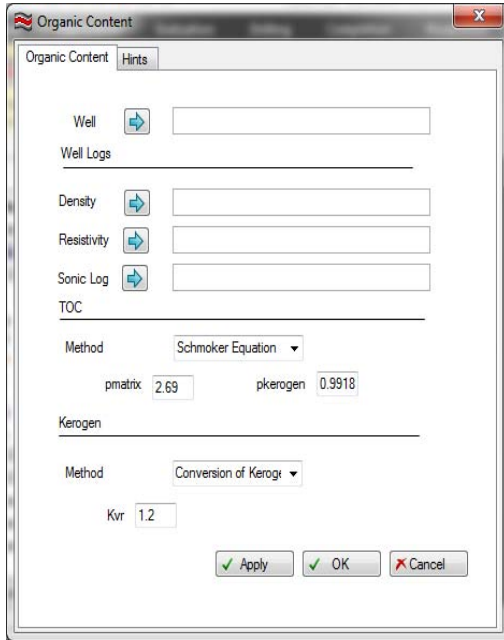 Organic Content
Organic Content Hints
Well
Well Logs
Density
Resistivity
Sonic Log
TOC
Method Schmoker Equation
pmatrix 2.69 pkerogen 0.9918
Kerogen
Method Conversion of Keroge
Kvr 1.2
Apply OK Cancel